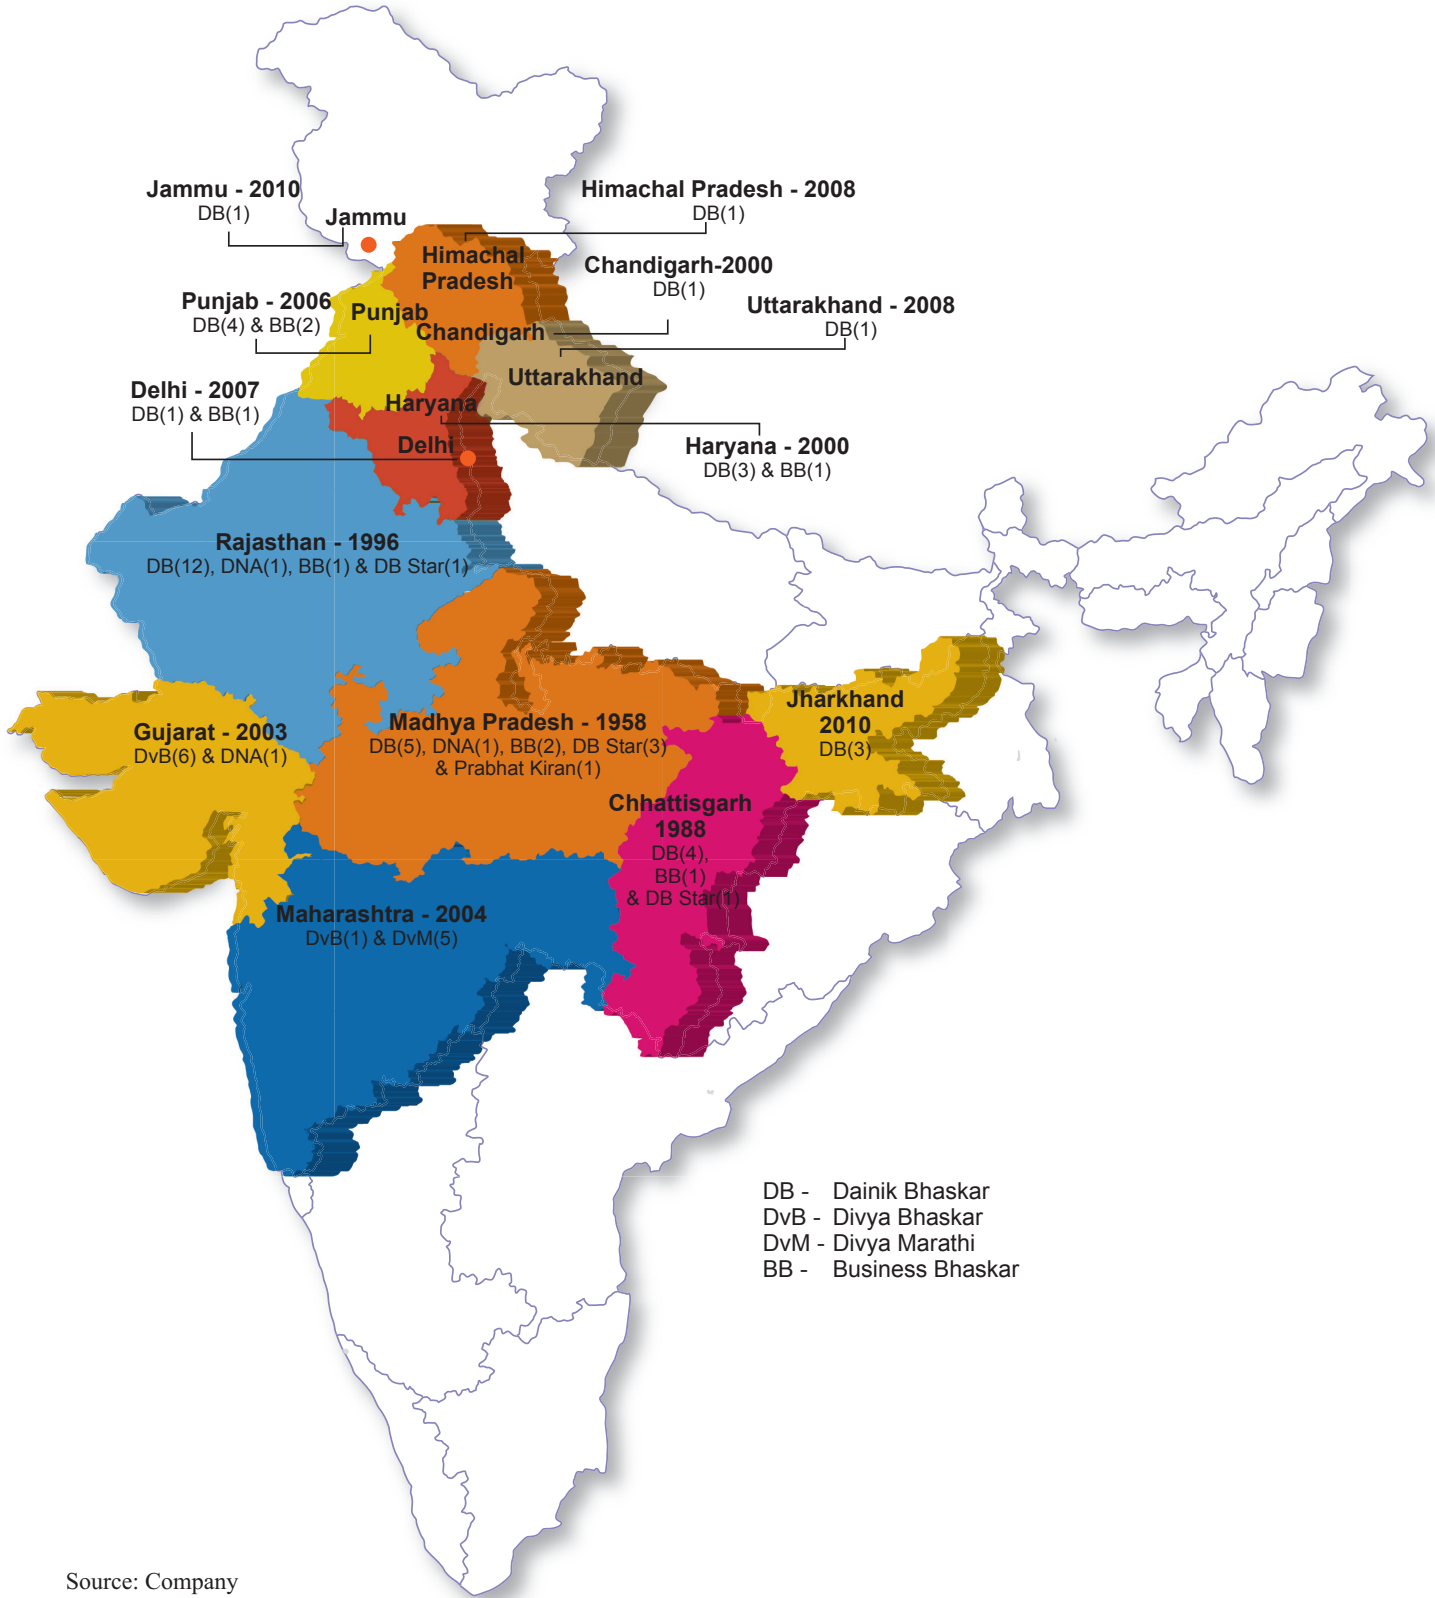 Jammu - 2010
DB(1)
Jammu
Himachal Pradesh - 2008
DB(1)
Himachal
Pradesh
Chandigarh-2000
DB(1)
Punjab - 2006
DB(4) & BB(2)
Punjab
Chandigarh
Uttarakhand - 2008
DB(1)
Uttarakhand
Delhi - 2007
DB(1) & BB(1)
Haryana
Delhi
Haryana - 2000
DB(3) & BB(1)
Rajasthan - 1996
DB(12), DNA(1), BB(1) & DB Star(1)
Gujarat - 2003
DvB(6) & DNA(1)
Madhya Pradesh - 1958
DB(5), DNA(1), BB(2), DB Star(3)
& Prabhat Kiran(1)
Jharkhand
2010
DB(3)
Chhattisgarh
1988
DB(4),
BB(1)
& DB Star(1)
Maharashtra - 2004
DvB(1) & DvM(5)
DB - Dainik Bhaskar
DvB - Divya Bhaskar
DvM - Divya Marathi
BB - Business Bhaskar
Source: Company